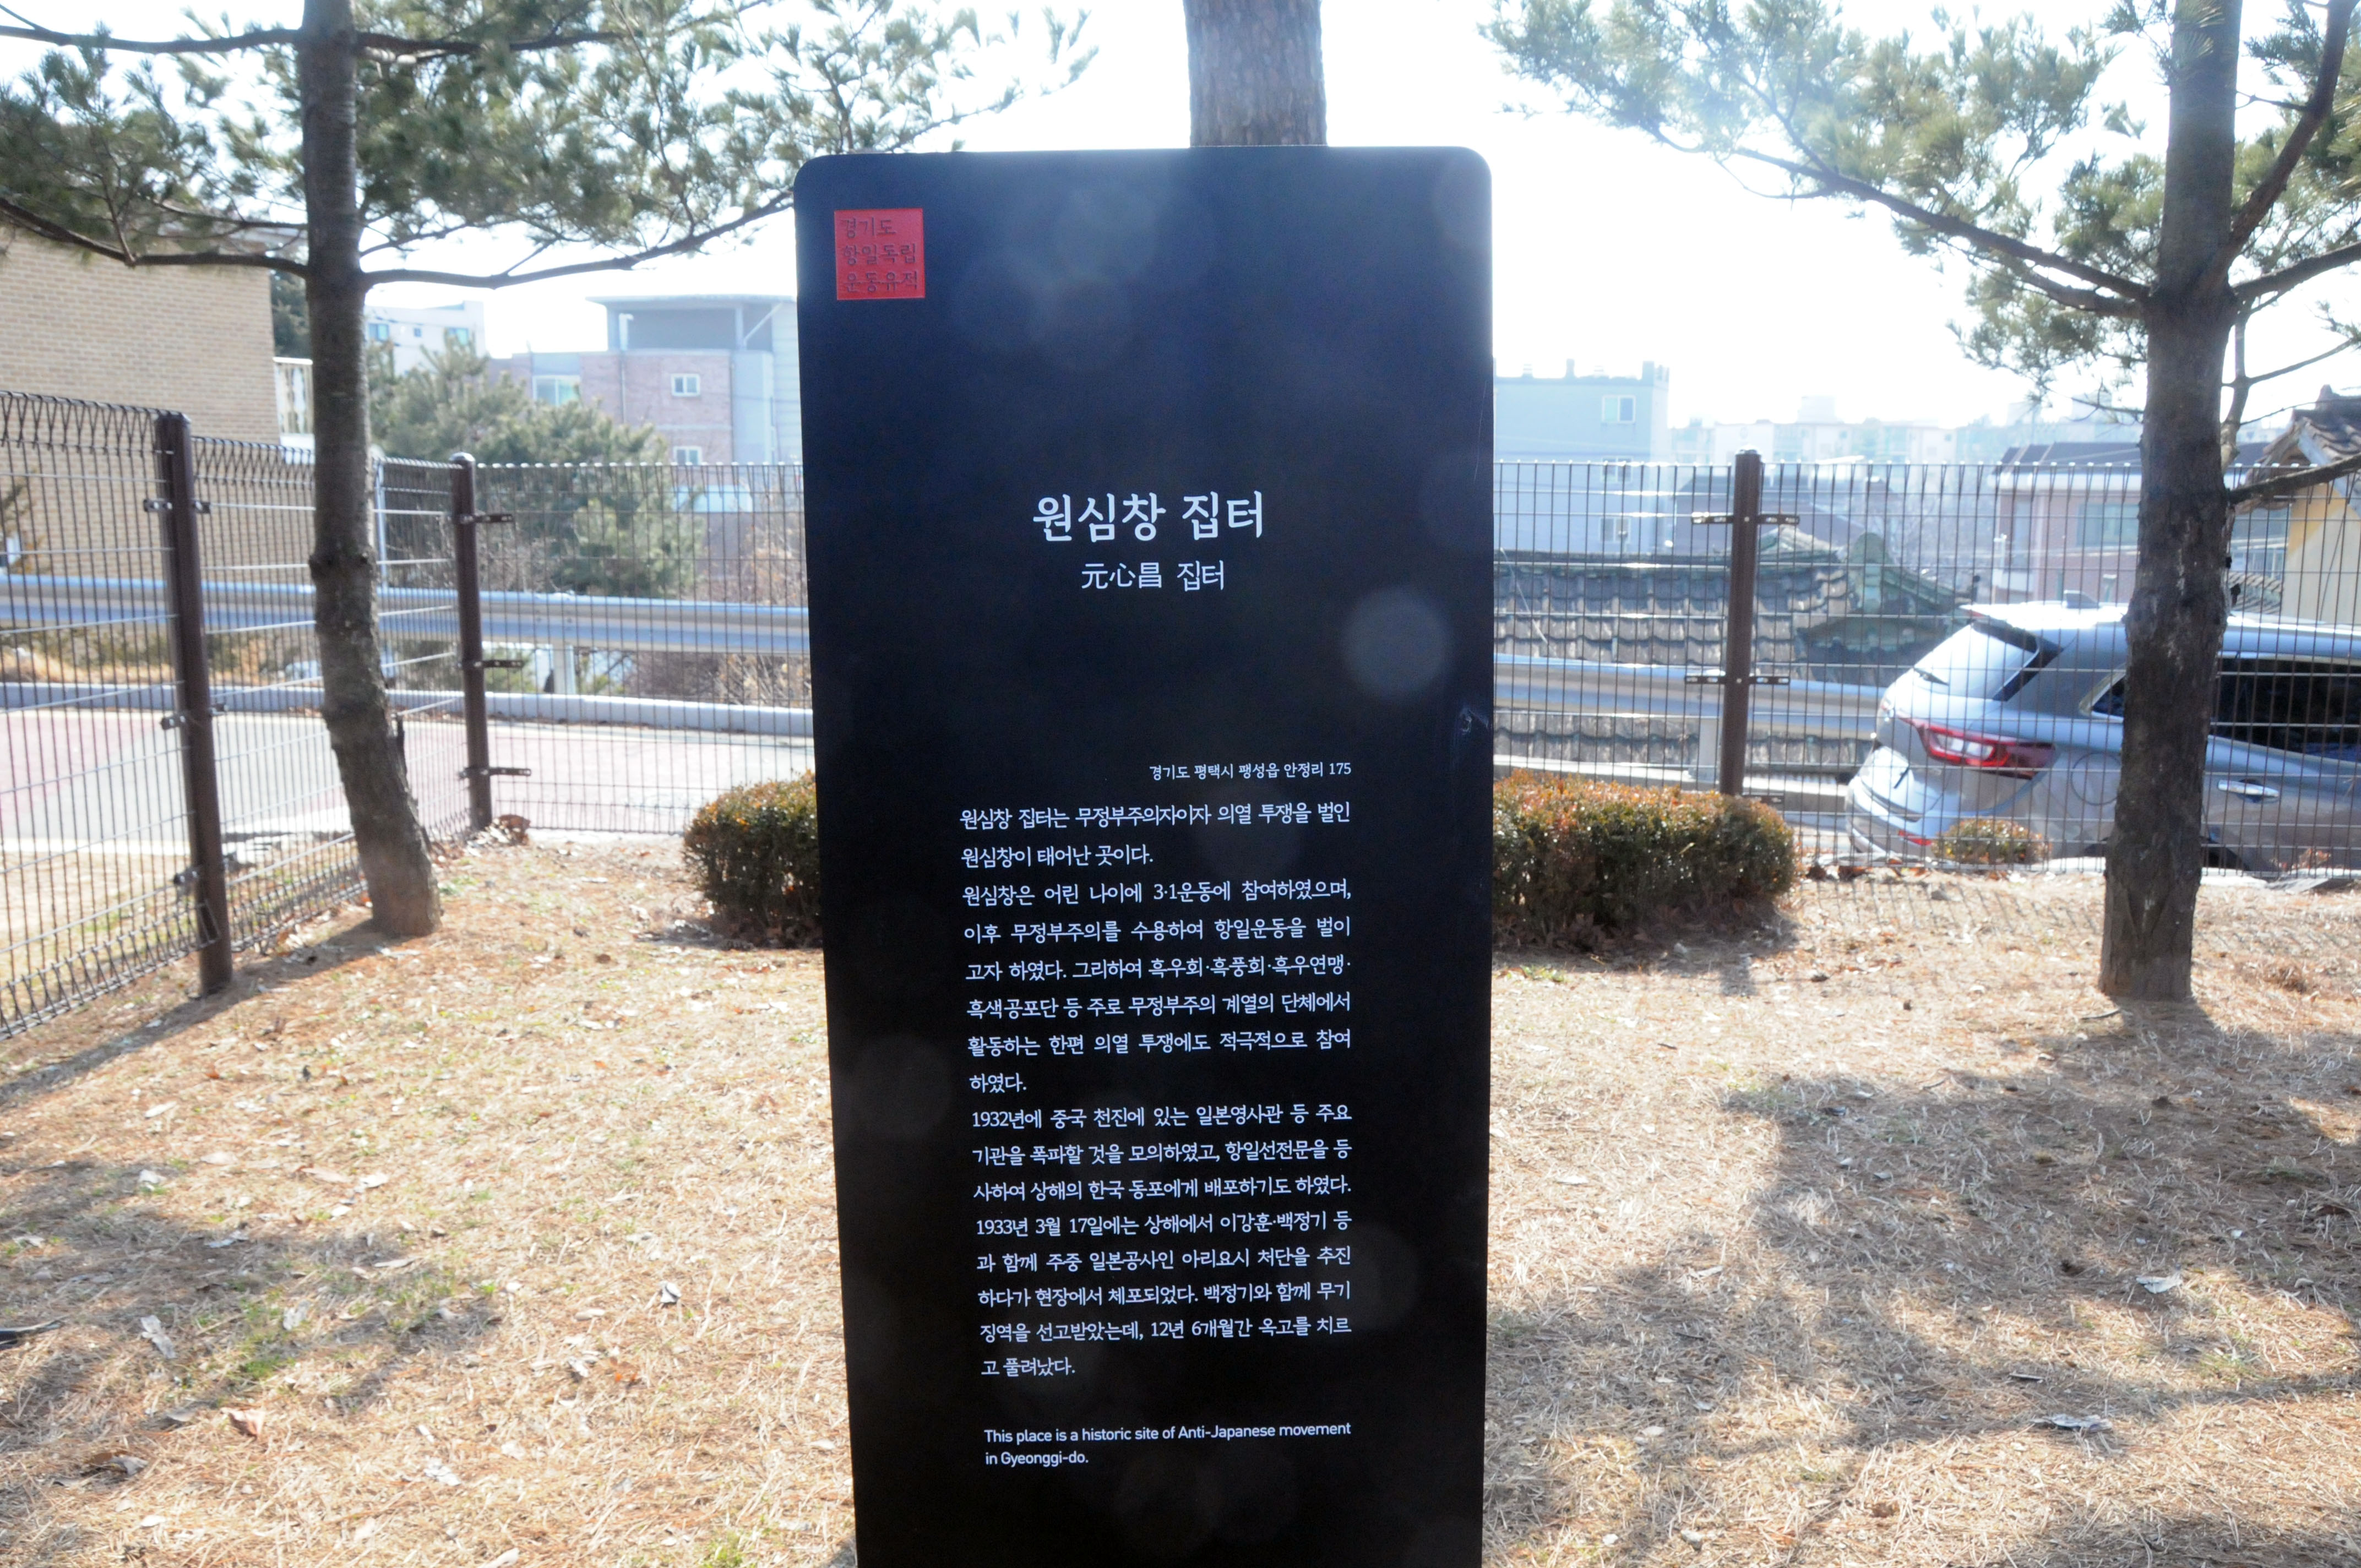 경기도
항일독립
운동유적
원심창 집터
元心昌 집터
경기도 평택시 팽성읍 안정리 175
원심창 집터는 무정부주의자이자 의열 투쟁을 벌인
원심창이 태어난 곳이다.
원심창은 어린 나이에 3·1운동에 참여하였으며,
이후 무정부주의를 수용하여 항일운동을 벌이
고자 하였다. 그리하여 흑우회·흑풍회·흑우연맹·
흑색공포단 등 주로 무정부주의 계열의 단체에서
활동하는 한편 의열 투쟁에도 적극적으로 참여
하였다.
1932년에 중국 천진에 있는 일본영사관 등 주요
기관을 폭파할 것을 모의하였고, 항일선전문을 등
사하여 상해의 한국 동포에게 배포하기도 하였다.
1933년 3월 17일에는 상해에서 이강훈·백정기 등
과 함께 주중 일본공사인 아리요시 처단을 추진
하다가 현장에서 체포되었다. 백정기와 함께 무기
징역을 선고받았는데, 12년 6개월간 옥고를 치르
고 풀려났다.
This place is a historic site of Anti-Japanese movement
in Gyeonggi-do.